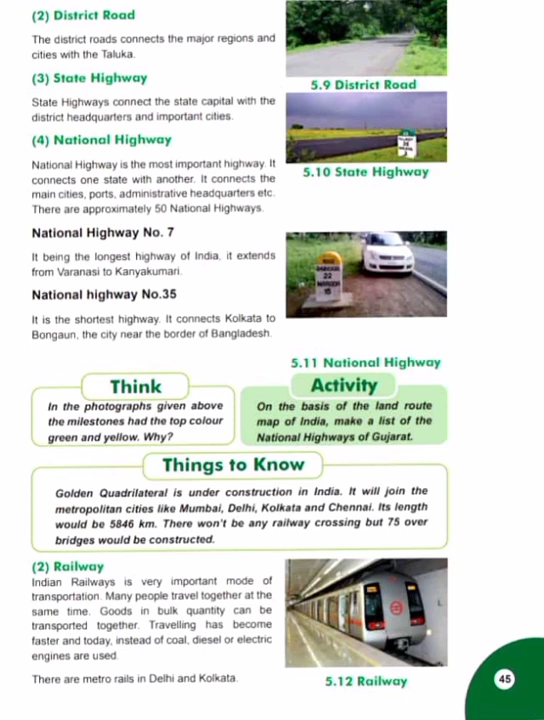 (2) District Road
The district roads connects the major regions and
cities with the Taluka.
5.9 District Road
(3) State Highway
State Highways connect the state capital with the
district headquarters and important cities.
(4) National Highway
National Highway is the most important highway. It
connects one state with another. It connects the
main cities, ports, administrative headquarters etc.
There are approximately 50 National Highways.
5.10 State Highway
National Highway No. 7
It being the longest highway of India, it extends
from Varanasi to Kanyakumari.
National highway No.35
It is the shortest highway. It connects Kolkata to
Bongaun, the city near the border of Bangladesh.
22
15
5.11 National Highway
Think
In the photographs given above
the milestones had the top colour
green and yellow. Why?
Activity
On the basis of the land route
map of India, make a list of the
National Highways of Gujarat.
Things to Know
Golden Quadrilateral is under construction in India. It will join the
metropolitan cities like Mumbai, Delhi, Kolkata and Chennai. Its length
would be 5846 km. There won't be any railway crossing but 75 over
bridges would be constructed.
(2) Railway
Indian Railways is very important mode of
transportation. Many people travel together at the
same time. Goods in bulk quantity can be
transported together. Travelling has become
faster and today, instead of coal, diesel or electric
engines are used.
There are metro rails in Delhi and Kolkata.
5.12 Railway
45